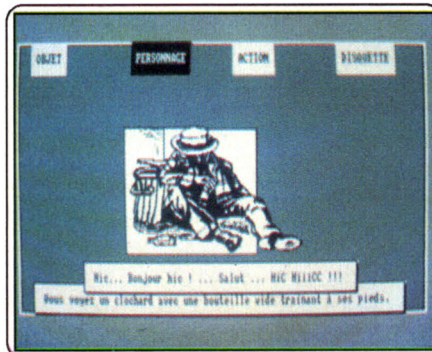 OBJET PERSONNAGE ACTION DISQUETTE
Hic... Bonjour hic ! ... Salut ... HiC HiiiCC !!!
Vous voyez un clochard avec une bouteille vide trainant à ses pieds.